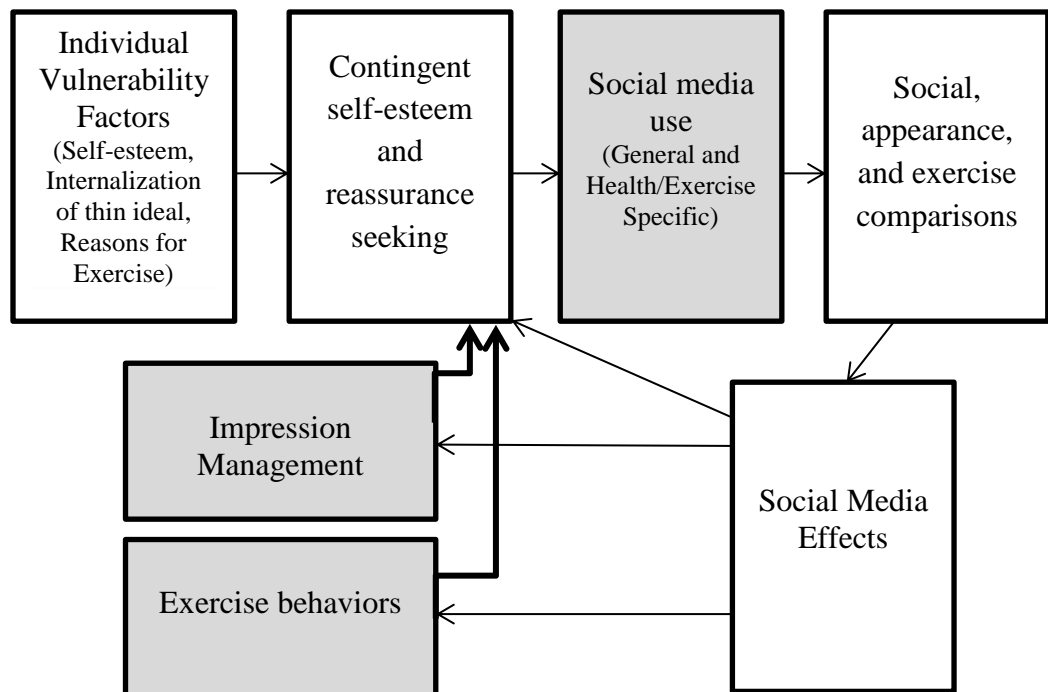 Individual
Vulnerability
Factors
(Self-esteem,
Internalization
of thin ideal,
Reasons for
Exercise)
Contingent
self-esteem
and
reassurance
seeking
Social media
use
(General and
Health/Exercise
Specific)
Social,
appearance,
and exercise
comparisons
Impression
Management
Exercise behaviors
Social Media
Effects